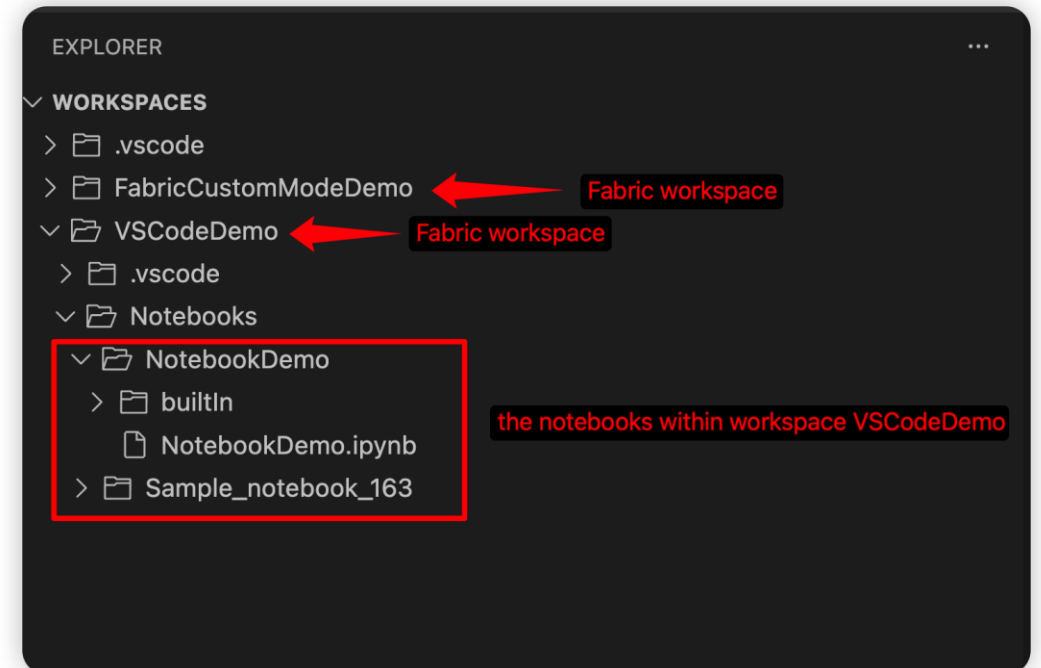 EXPLORER ...
WORKSPACES
.vscode
FabricCustomModeDemo Fabric workspace
VSCodeDemo Fabric workspace
.vscode
Notebooks
NotebookDemo
builtIn
the notebooks within workspace VSCodeDemo
NotebookDemo.ipynb
Sample_notebook_163